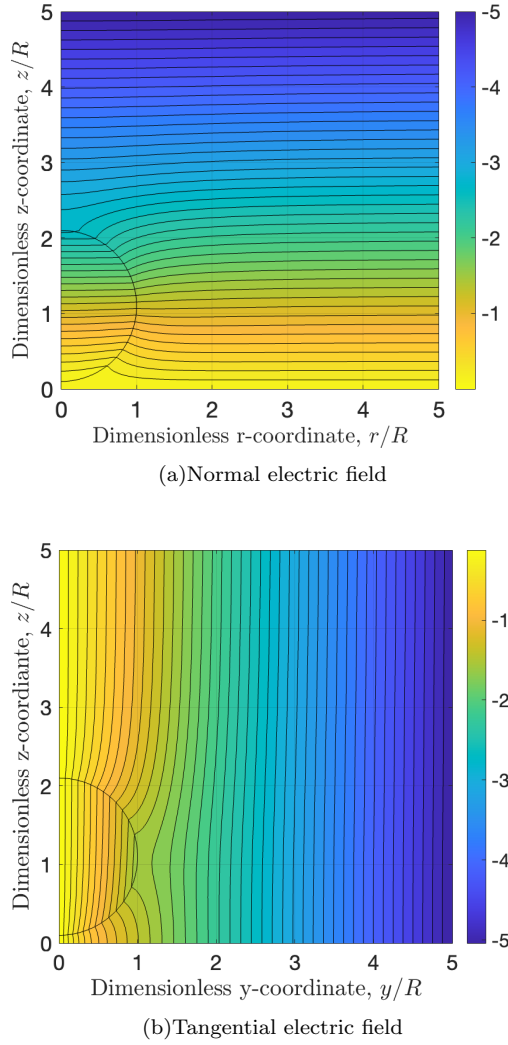 Dimensionless z-coordinate, z/R
5
4
3
2
1
0
0 1 2 3 4 5
Dimensionless r-coordinate, r/R
-5
-4
-3
-2
-1
(a)Normal electric field
Dimensionless z-coordiante, z/R
5
4
3
2
1
0
0 1 2 3 4 5
Dimensionless y-coordinate, y/R
-1
-2
-3
-4
-5
(b)Tangential electric field